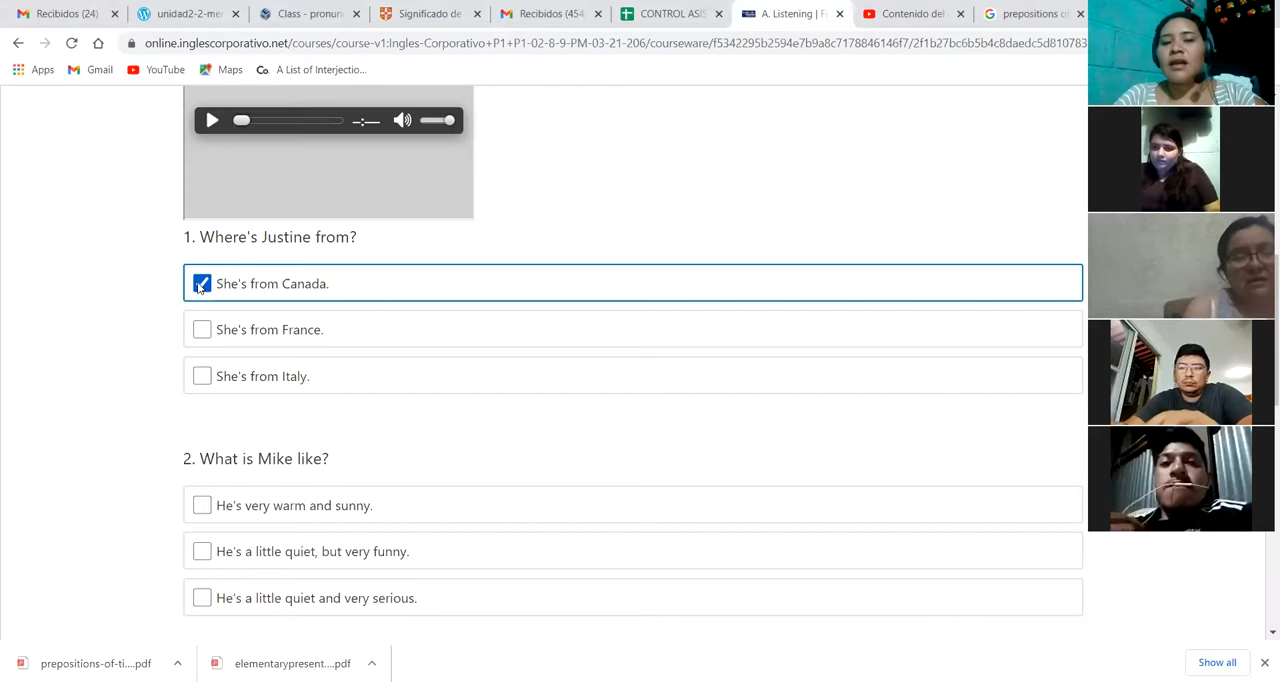 Recibidos (24)
unidad2-2-me
Class - pronun
Significado de
Recibidos (454
CONTROL ASIS
A. Listening | F
Contenido del
prepositions of
online.inglescorporativo.net/courses/course-v1:Ingles-Corporativo+P1+P1-02-8-9-PM-03-21-206/courseware/f5342295b2594e7b9a8c7178846146f7/2f1b27bc6b5b4c8daedc5d810783
Apps
Gmail
YouTube
Maps
Co.
A List of Interjectio...
-:--
1. Where's Justine from?
She's from Canada.
She's from France.
She's from Italy.
2. What is Mike like?
He's very warm and sunny.
He's a little quiet, but very funny.
He's a little quiet and very serious.
prepositions-of-ti....pdf
elementarypresent....pdf
Show all